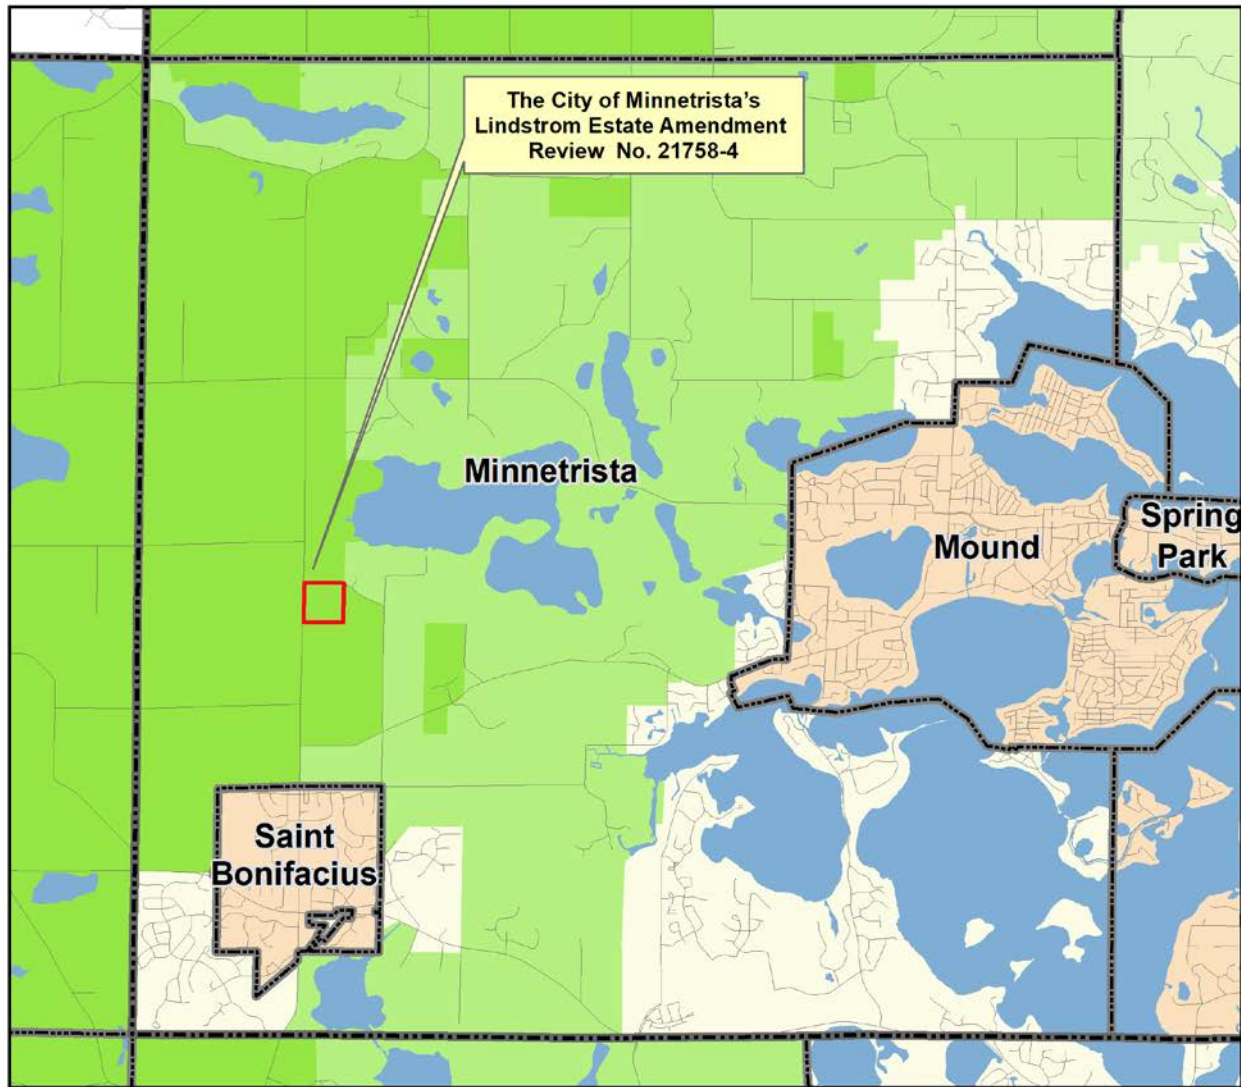 The City of Minnetrista's
Lindstrom Estate Amendment
Review No. 21758-4
Minnetrista
Mound
Spring
Park
Saint
Bonifacius